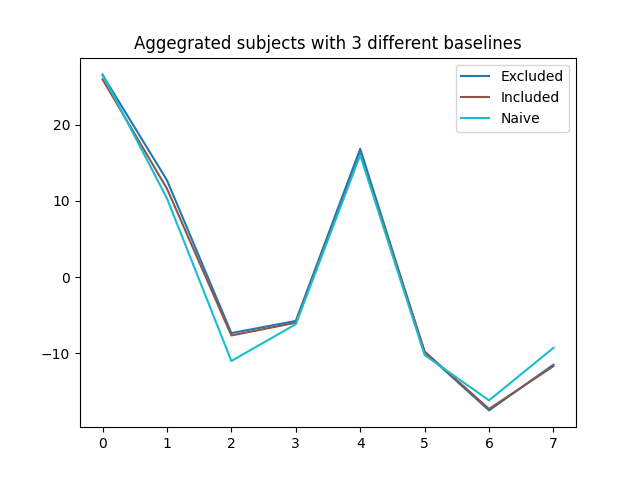 Aggegrated subjects with 3 different baselines
Excluded
Included
Naive
20
10
0
−10
0 1 2 3 4 5 6 7